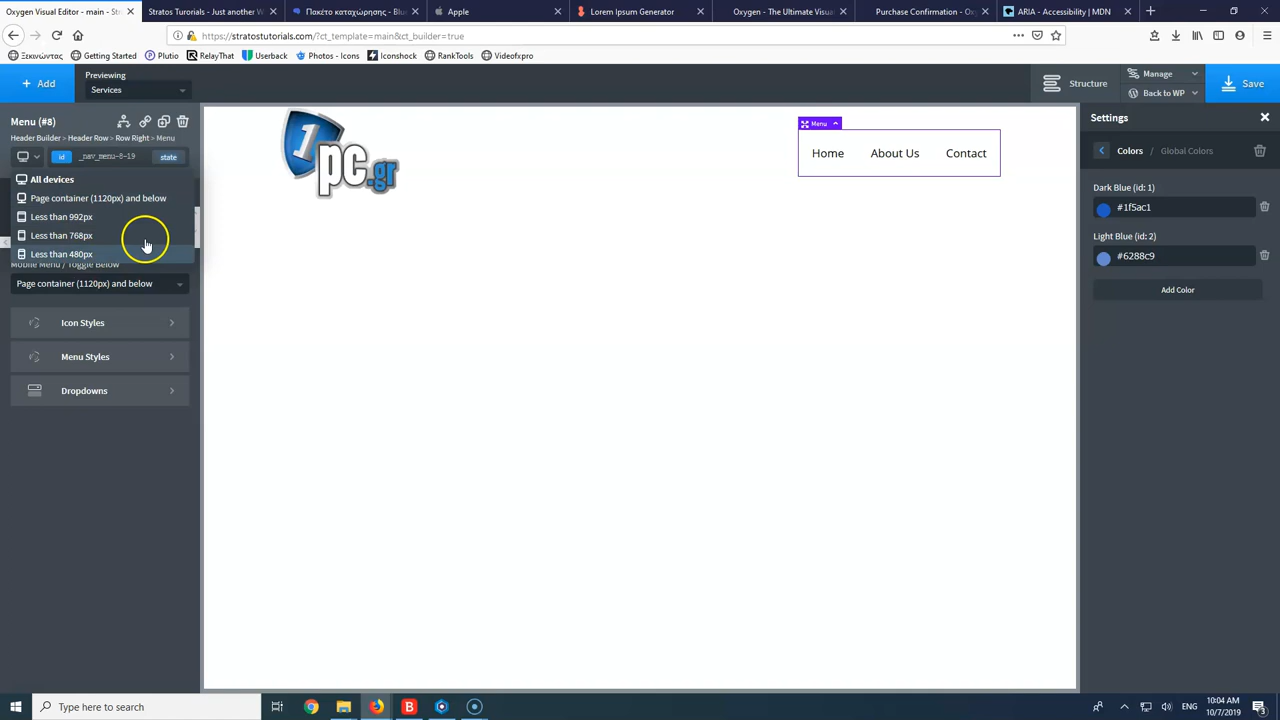 Oxygen Visual Editor - main - Str
Stratos Tutorials - Just another W
Πακέτο καταχώρησης - Blu
Apple
Lorem Ipsum Generator
Oxygen - The Ultimate Visua
Purchase Confirmation - Oxy
ARIA - Accessibility | MDN
https://stratostutorials.com/?ct_template=main&ct_builder=true
Ξεκινώντας
Getting Started
Plutio
RelayThat
Userback
Photos - Icons
Iconshock
RankTools
Videofxpro
+ Add
Previewing
Services
Structure
Manage
Back to WP
Save
Menu (#8)
Header Builder > Header Row > Row Right > Menu
id
_nav_menu-8-19
state
All devices
Page container (1120px) and below
Less than 992px
Less than 768px
Less than 480px
Mobile Menu / Toggle Below
Page container (1120px) and below
Icon Styles
Menu Styles
Dropdowns
1
pc.gr
Menu
Home
About Us
Contact
Settings
Colors / Global Colors
Dark Blue (id: 1)
#1f5ac1
Light Blue (id: 2)
#6288c9
Add Color
Type here to search
B
ENG
10:04 AM
10/7/2019
3